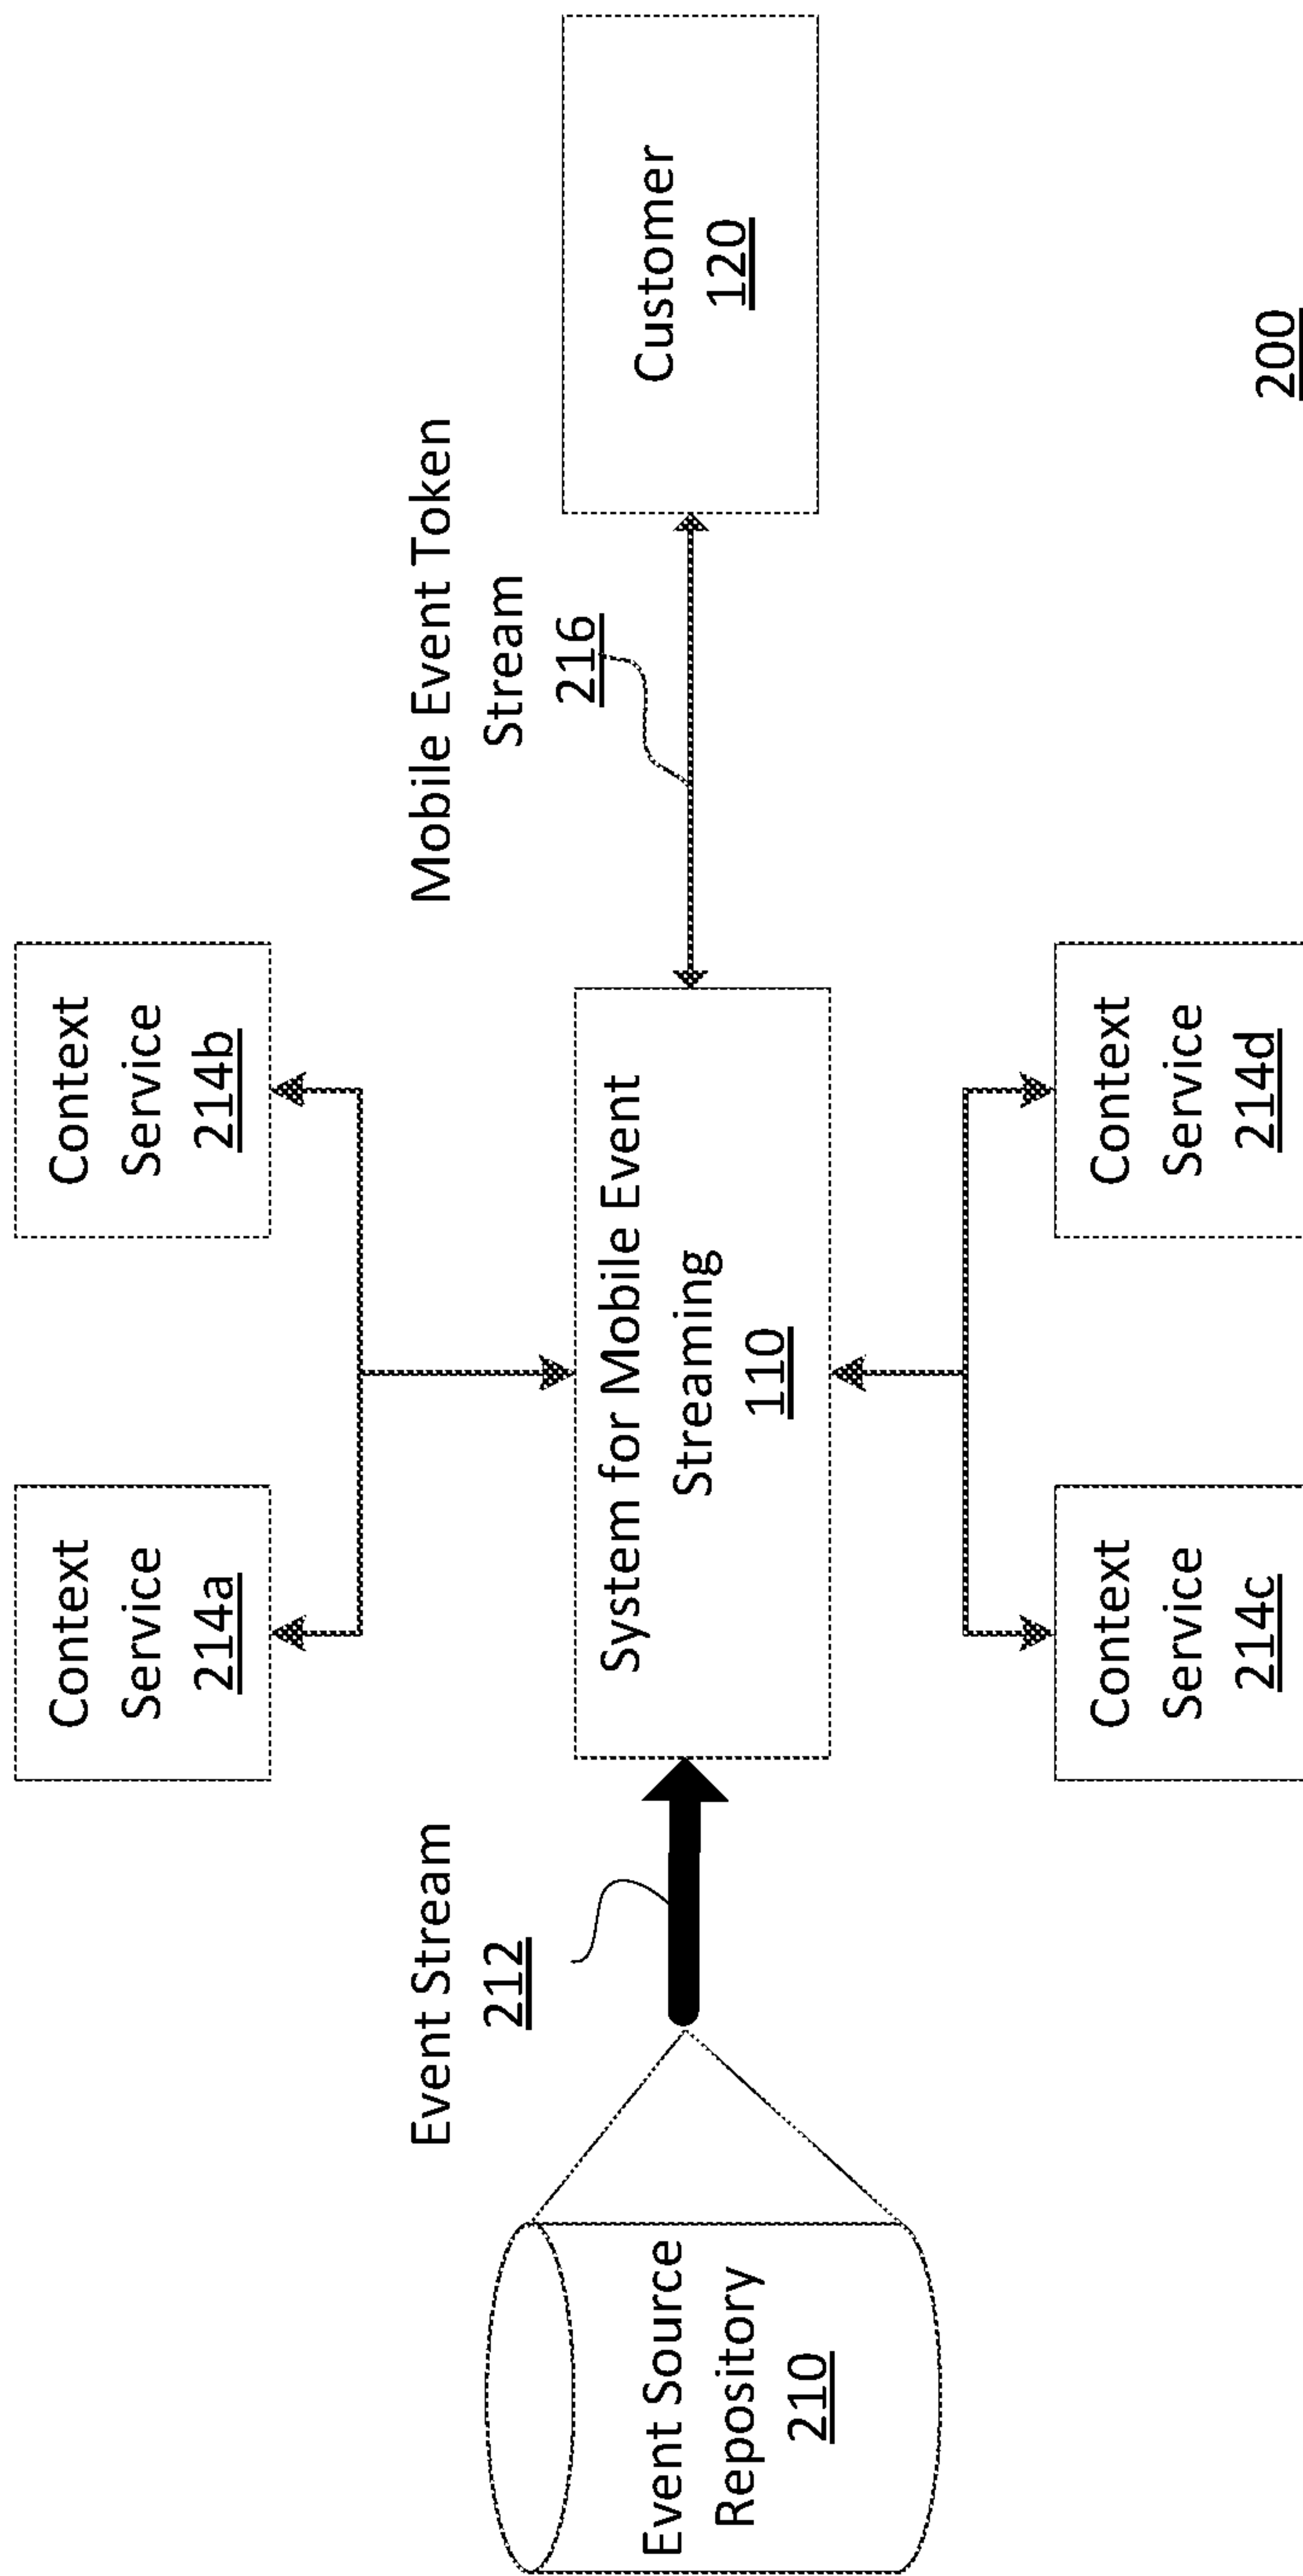 Context
Service
214a
Context
Service
214b
Event Stream
212
Mobile Event Token
Stream
216
Event Source
Repository
210
System for Mobile Event
Streaming
110
Customer
120
Context
Service
214c
Context
Service
214d
200